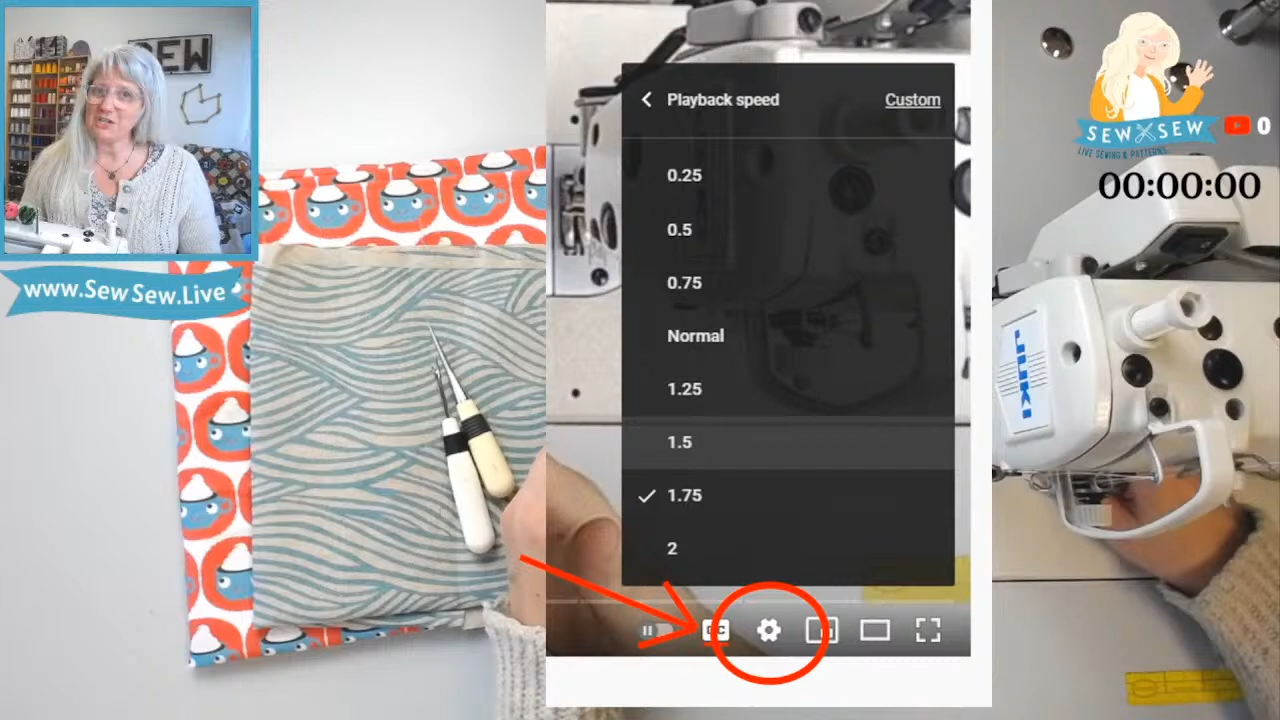 SEW
www.SewSew.Live
Playback speed
Custom
0.25
0.5
0.75
Normal
1.25
1.5
1.75
2
CC
SEW SEW
LIVE SEWING & PATTERNS
0
00:00:00
JUKI